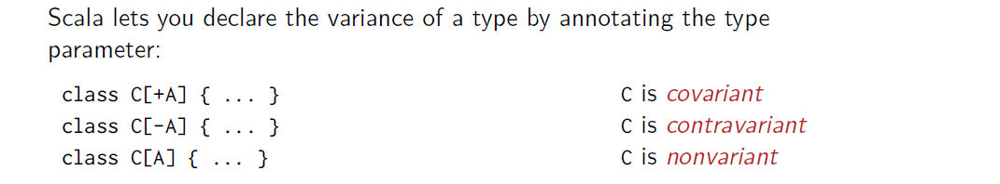 Scala lets you declare the variance of a type by annotating the type
parameter:
class C[+A] { ... } C is covariant
class C[-A] { ... } C is contravariant
class C[A] { ... } C is nonvariant